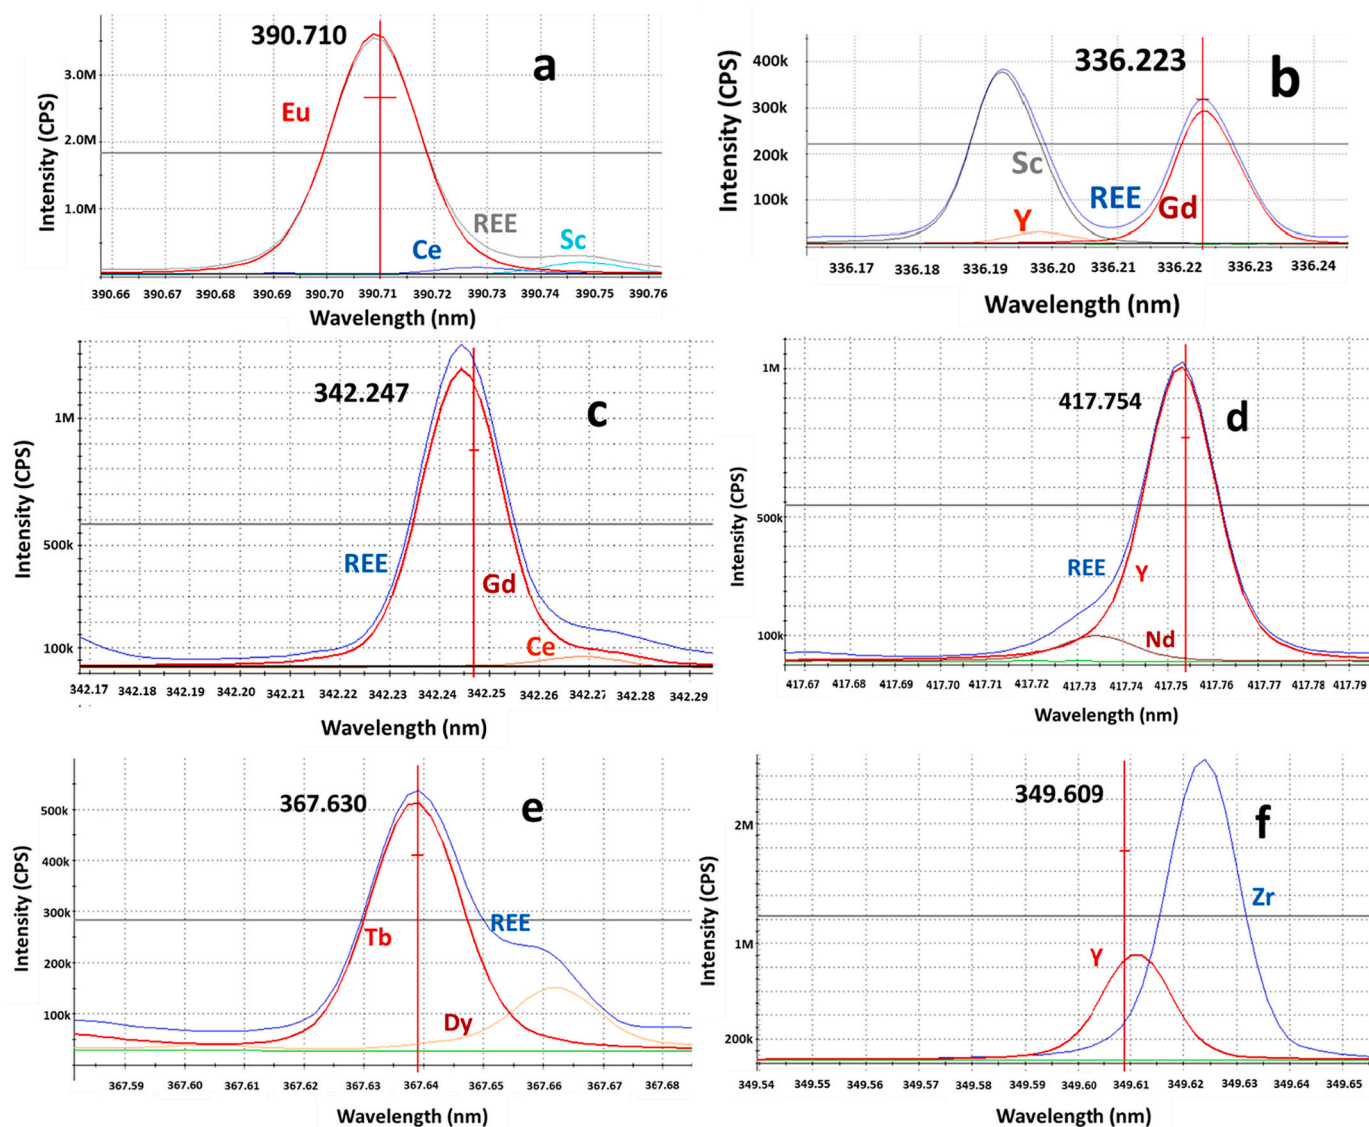 390.710
a
Intensity (CPS)
3.0M
2.0M
1.0M
Eu
REE
Ce
Sc
390.66 390.67 390.68 390.69 390.70 390.71 390.72 390.73 390.74 390.75 390.76
Wavelength (nm)
336.223
b
Intensity (CPS)
400k
300k
200k
100k
Sc
Y
REE
Gd
336.17 336.18 336.19 336.20 336.21 336.22 336.23 336.24
Wavelength (nm)
342.247
c
Intensity (CPS)
1M
500k
100k
REE
Gd
Ce
342.17 342.18 342.19 342.20 342.21 342.22 342.23 342.24 342.25 342.26 342.27 342.28 342.29
Wavelength (nm)
417.754
d
Intensity (CPS)
1M
500k
100k
REE
Y
Nd
417.67 417.68 417.69 417.70 417.71 417.72 417.73 417.74 417.75 417.76 417.77 417.78 417.79
Wavelength (nm)
367.630
e
Intensity (CPS)
500k
400k
300k
200k
100k
Tb
REE
Dy
367.59 367.60 367.61 367.62 367.63 367.64 367.65 367.66 367.67 367.68
Wavelength (nm)
349.609
f
Intensity (CPS)
2M
1M
200k
Y
Zr
349.54 349.55 349.56 349.57 349.58 349.59 349.60 349.61 349.62 349.63 349.64 349.65
Wavelength (nm)